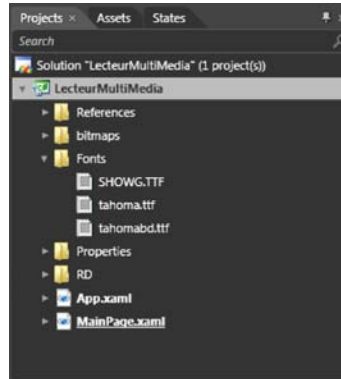 Projects × Assets States
Search
Solution "LecteurMultiMedia" (1 project(s))
LecteurMultiMedia
References
bitmaps
Fonts
SHOWG.TTF
tahoma.ttf
tahomabd.ttf
Properties
RD
App.xaml
MainPage.xaml